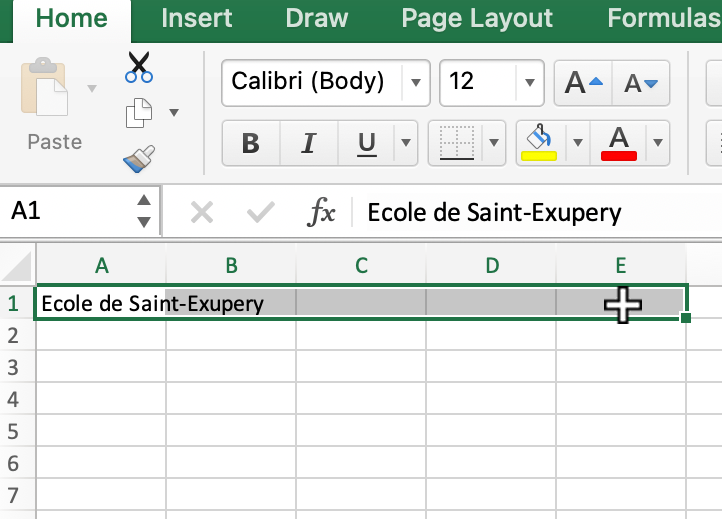 Home Insert Draw Page Layout Formulas
Calibri (Body) 12 A A
Paste
B I U A
A1 fx Ecole de Saint-Exupery
A B C D E
1 Ecole de Saint-Exupery
2
3
4
5
6
7